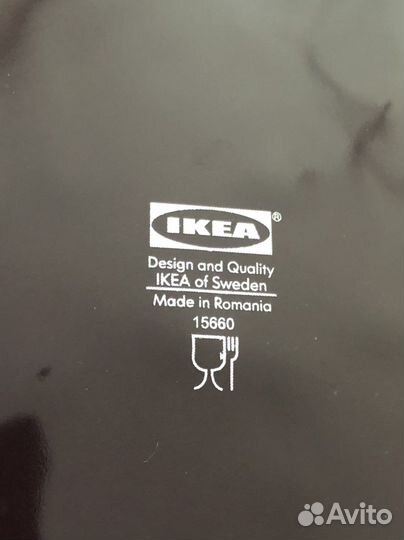 IKEA®
Design and Quality
IKEA of Sweden
Made in Romania
15660
Avito